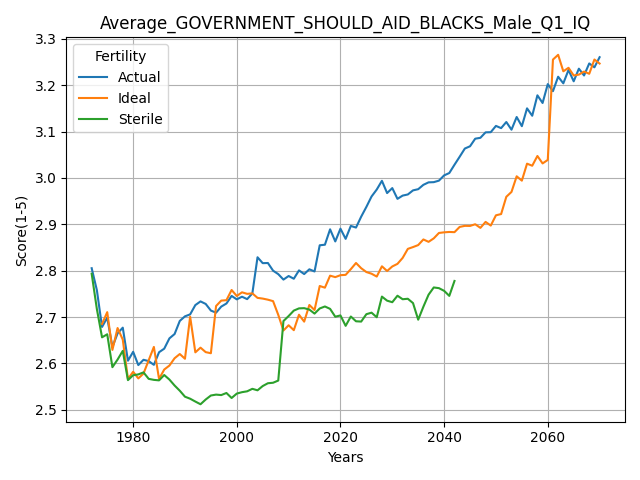 Average_GOVERNMENT_SHOULD_AID_BLACKS_Male_Q1_IQ
Fertility
Actual
Ideal
Sterile
Score(1-5)
3.3
3.2
3.1
3.0
2.9
2.8
2.7
2.6
2.5
1980 2000 2020 2040 2060
Years